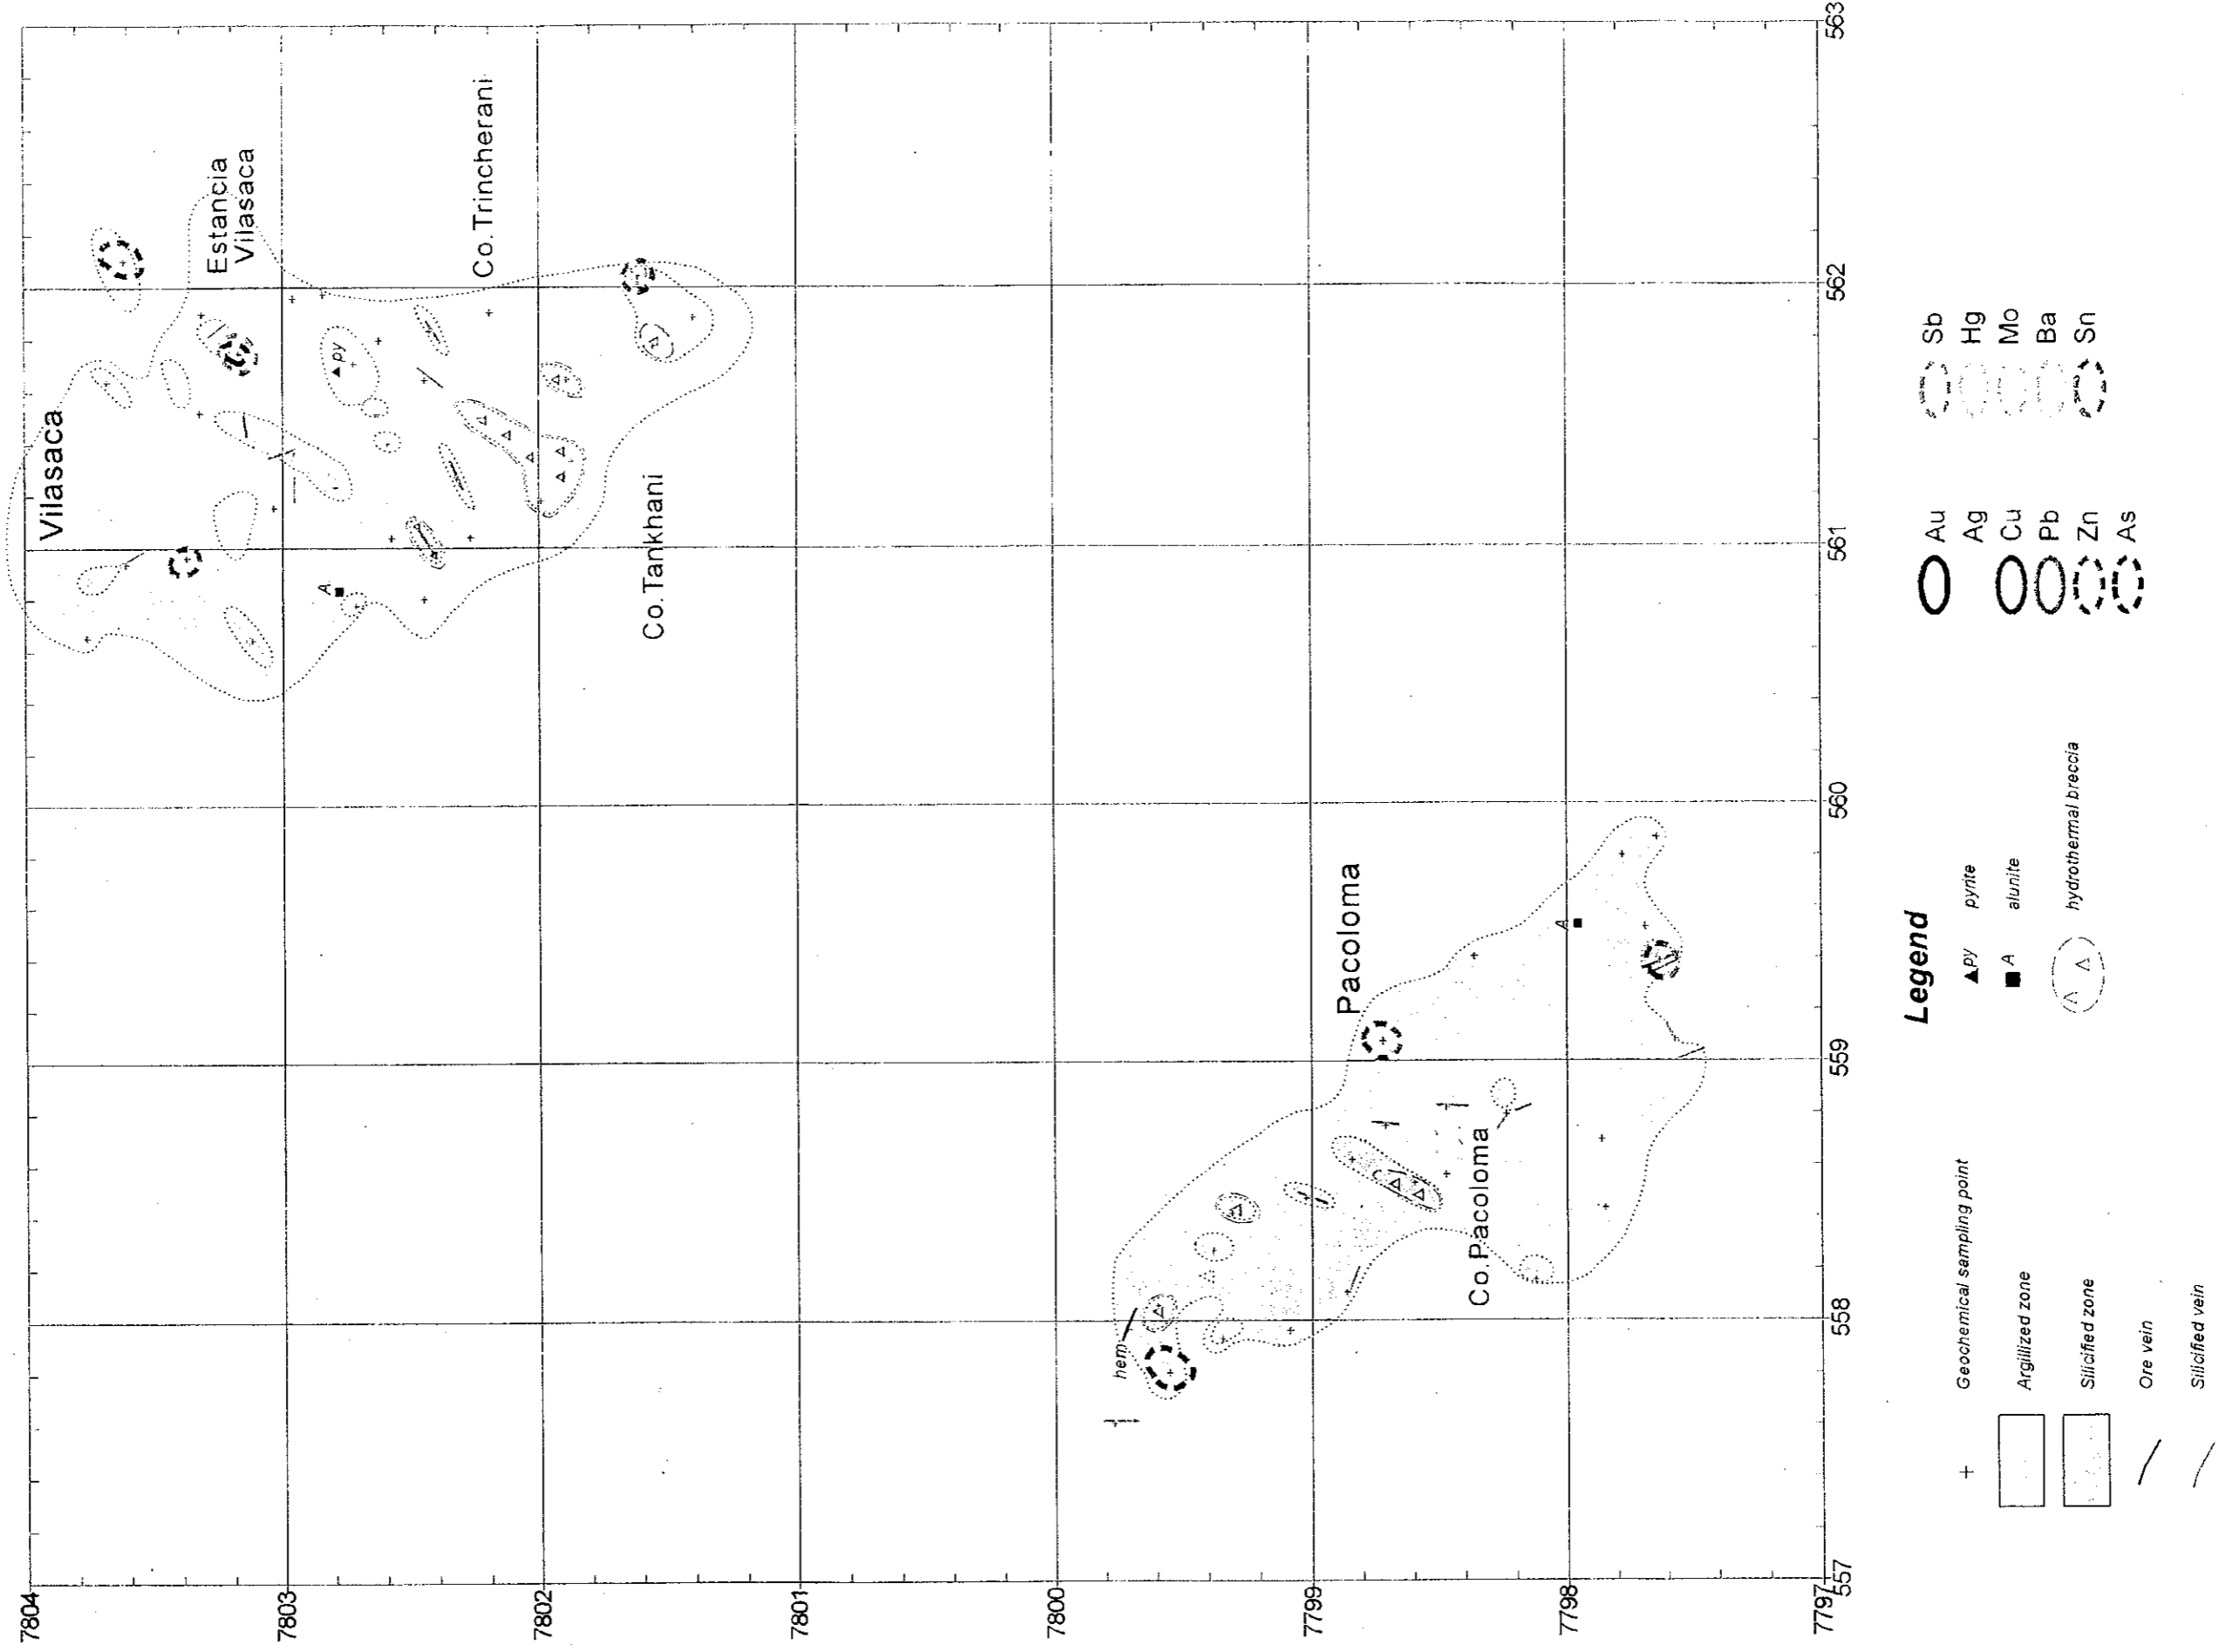 Vilasaca
Estancia
Vilasaca
Co.Trincherani
Co.Tankhani
py
A
Pacoloma
Co.Pacoloma
hem
A
7804
7803
7802
7801
7800
7799
7798
7797
557
558
559
560
561
562
563
Legend
Geochemical sampling point
Argillized zone
Silicified zone
Ore vein
Silicified vein
py pyrite
A alunite
hydrothermal breccia
Au
Ag
Cu
Pb
Zn
As
Sb
Hg
Mo
Ba
Sn